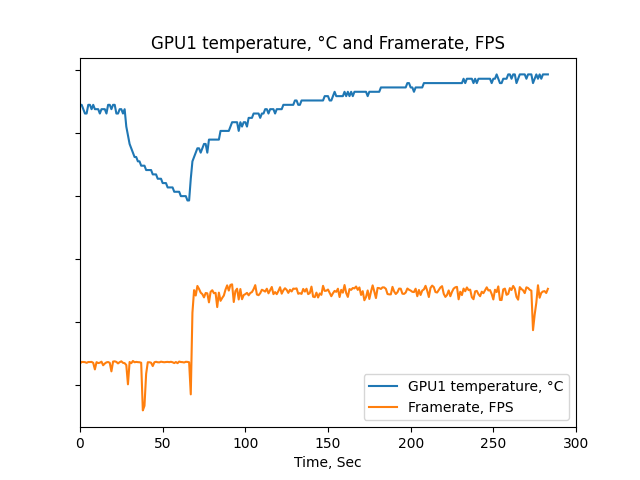 GPU1 temperature, °C and Framerate, FPS
GPU1 temperature, °C
Framerate, FPS
0 50 100 150 200 250 300
Time, Sec